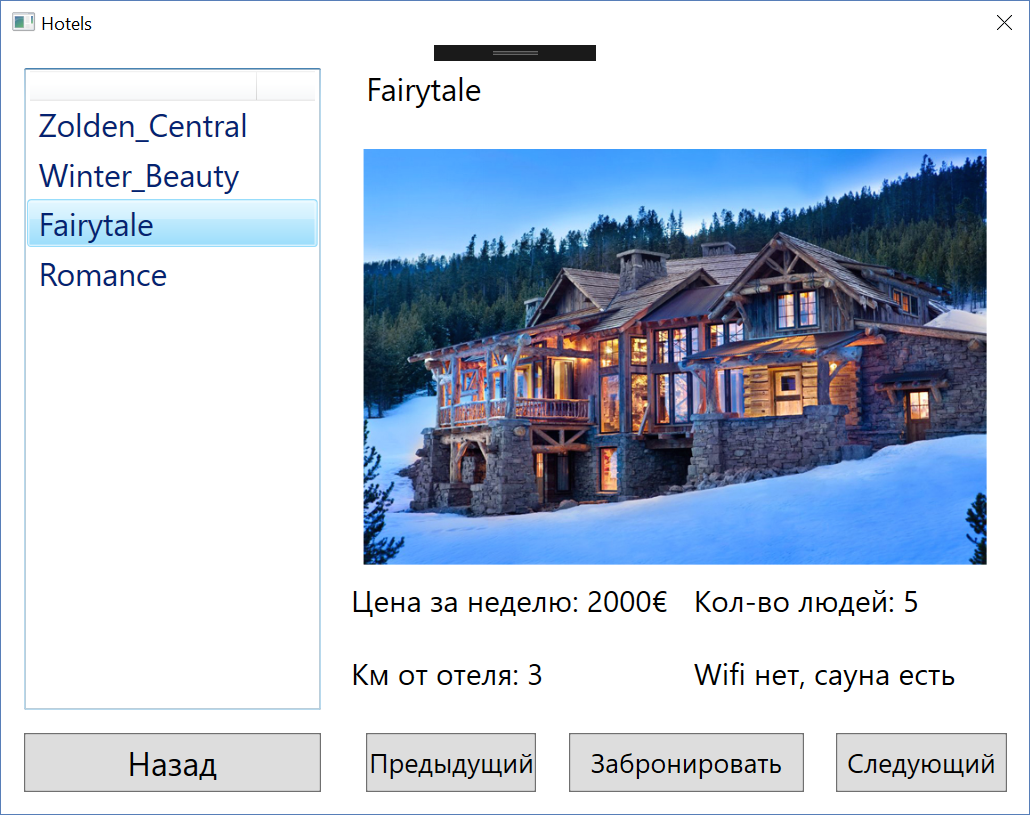 Hotels
Zolden_Central
Winter_Beauty
Fairytale
Romance
Fairytale
Цена за неделю: 2000€ Кол-во людей: 5
Км от отеля: 3 Wifi нет, сауна есть
Назад Предыдущий Забронировать Следующий